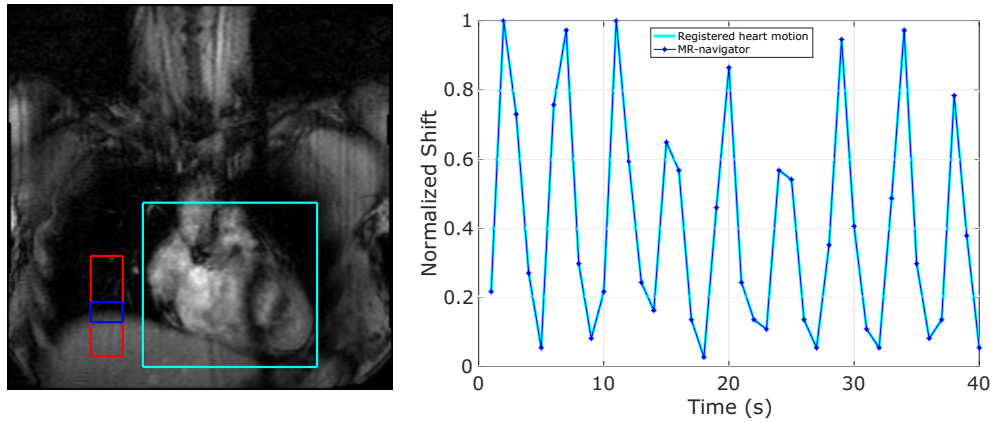 Registered heart motion
MR-navigator
Normalized Shift
1
0.8
0.6
0.4
0.2
0
0 10 20 30 40
Time (s)